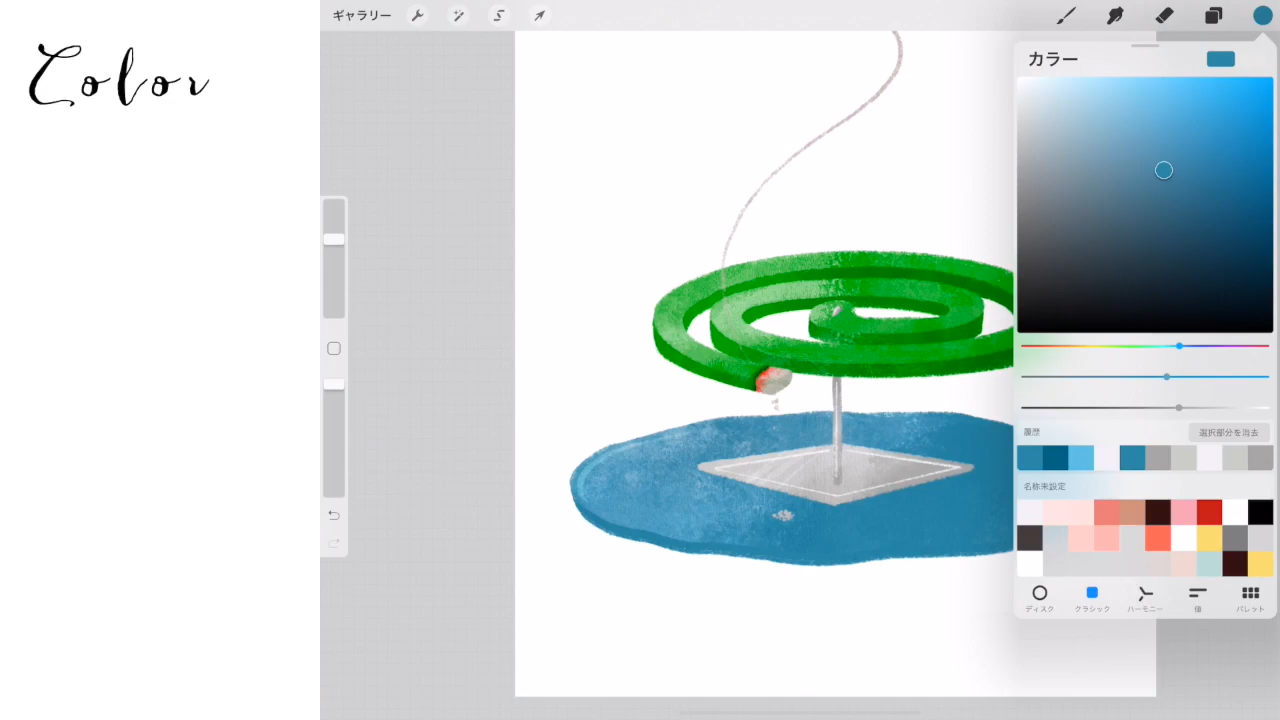 Color
ギャラリー
カラー
履歴
選択部分を消去
名称未設定
ディスク
クラシック
ハーモニー
値
パレット